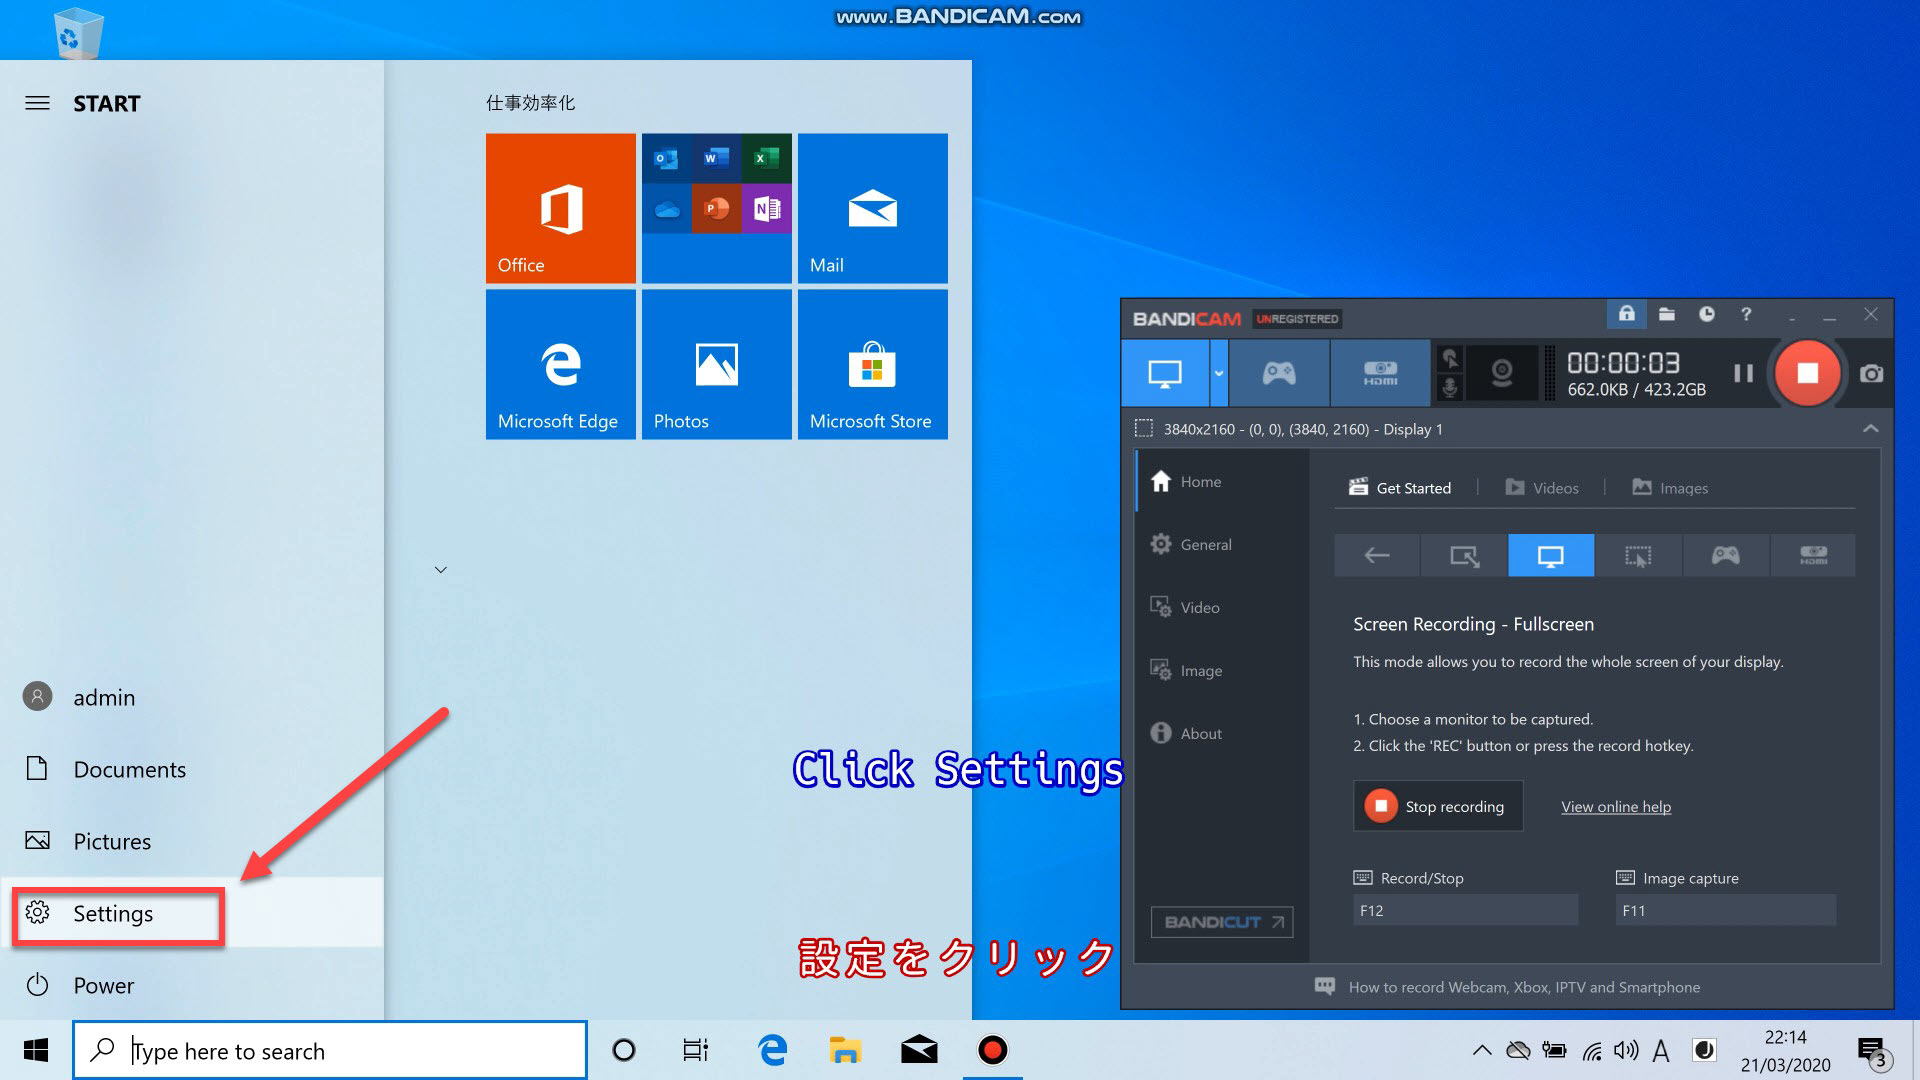 www.BANDICAM.com
START
仕事効率化
Office
Mail
Microsoft Edge
Photos
Microsoft Store
admin
Documents
Pictures
Settings
Power
Click Settings
設定をクリック
BANDICAM UNREGISTERED
HDMI
00:00:03
662.0KB / 423.2GB
3840x2160 - (0, 0), (3840, 2160) - Display 1
Home
General
Video
Image
About
BANDICUT
Get Started
Videos
Images
HDMI
Screen Recording - Fullscreen
This mode allows you to record the whole screen of your display.
1. Choose a monitor to be captured.
2. Click the 'REC' button or press the record hotkey.
Stop recording
View online help
Record/Stop
Image capture
F12
F11
How to record Webcam, Xbox, IPTV and Smartphone
Type here to search
A
22:14
21/03/2020
3